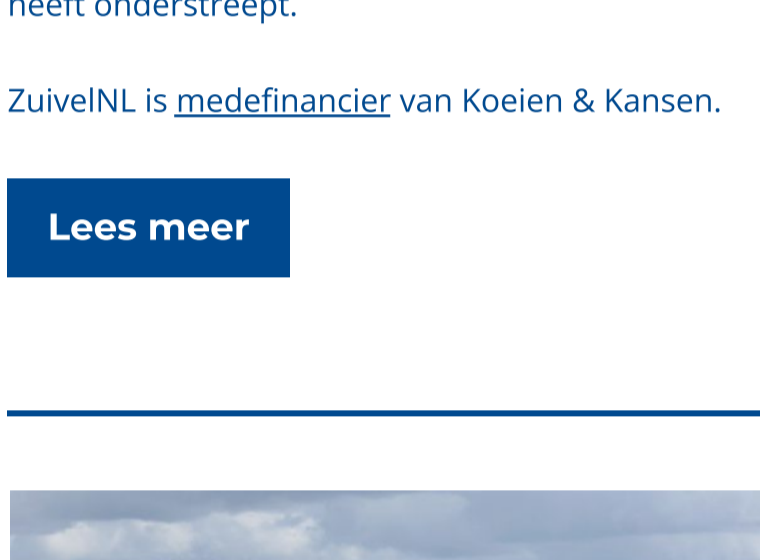 heeft onderstreept.
ZuivelNL is medefinancier van Koeien & Kansen.
Lees meer